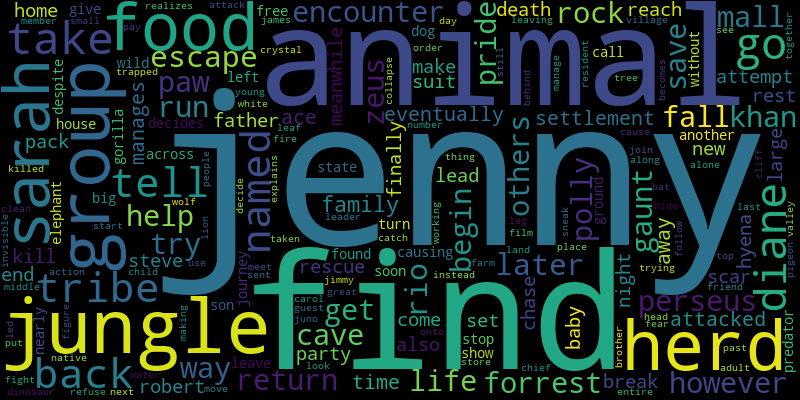 home realizes attack
member small give
food
animal
encounter
death rock reach
mall
free james
pride
take
group
escape
dog
wild
crystal
meanwhile
day
call
order
make
suit
zeus
save
without
attempt
go
sarah
despite
paw
run
left
young
white
collapse
eventually
still
behind
village
resident
tree
see
trapped
becomes
together
rest
house
decides
father
ace
settlement
fall
khan
pack
gorilla
manages
across
leaf
fire
number
finally
manage
cause
another
new
along
alone
large
killed
tell
named
explains
jenny
state
people
thing
polly
ground
others
join
big
help
wolf
family
lead
begin
elephant
decide
lion
leader
working
leg
film
sneak
gaunt
away
bat
hide
cliff
diane
hyena
last
top
pigeon
valley
invisible
clean
start
try
turn
catch
taken
meet
sent
journey
found
causing
land
place
later
night
follow
trying
friend
kill
steve
use
rescue
soon
farm
instead
chase
scar
end
middle
action
child
tribe
find
rio
perseus
predator
jungle
figure
nearly
son
jimmy
carol
great
guest
juno
get
come
set
baby
attacked
herd
head
fear
past
adult
put
led
native
making
cave
also
onto
stop
show
store
brother
back
way
party
look
water
leave
return
time
life
forrest
chief
break
however
fight
refuse
next
robert
move
dinosaur
pay
entire